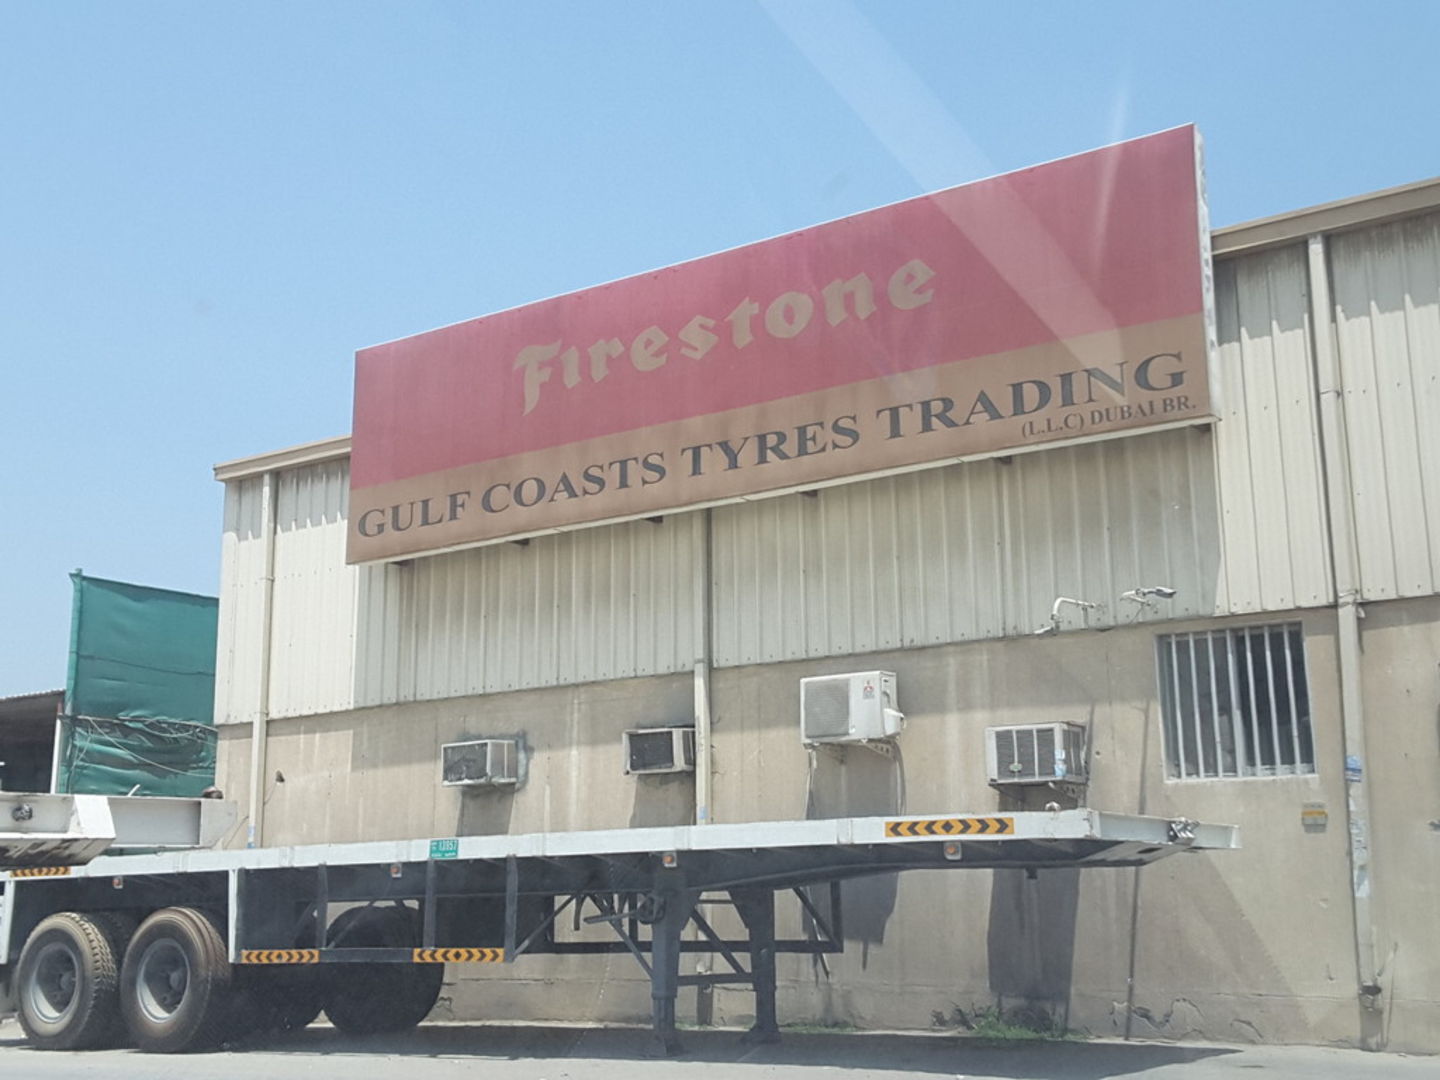 Firestone
GULF COASTS TYRES TRADING
(L.L.C) DUBAI BR.